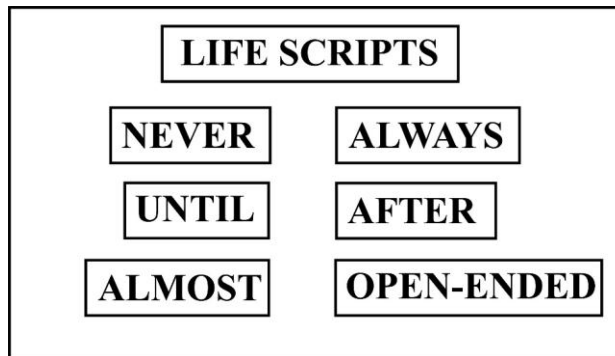 LIFE SCRIPTS
NEVER ALWAYS
UNTIL AFTER
ALMOST OPEN-ENDED